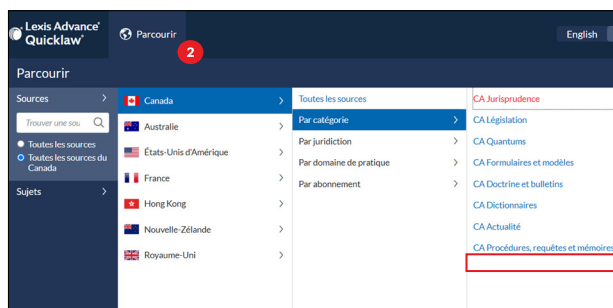 Lexis Advance®
Quicklaw®
Parcourir
2
English
Parcourir
Sources
Trouver une sou
Toutes les sources
Toutes les sources du
Canada
Sujets
Canada
Australie
États-Unis d'Amérique
France
Hong Kong
Nouvelle-Zélande
Royaume-Uni
Toutes les sources
Par catégorie
Par juridiction
Par domaine de pratique
Par abonnement
CA Jurisprudence
CA Législation
CA Quantums
CA Formulaires et modèles
CA Doctrine et bulletins
CA Dictionnaires
CA Actualité
CA Procédures, requêtes et mémoires